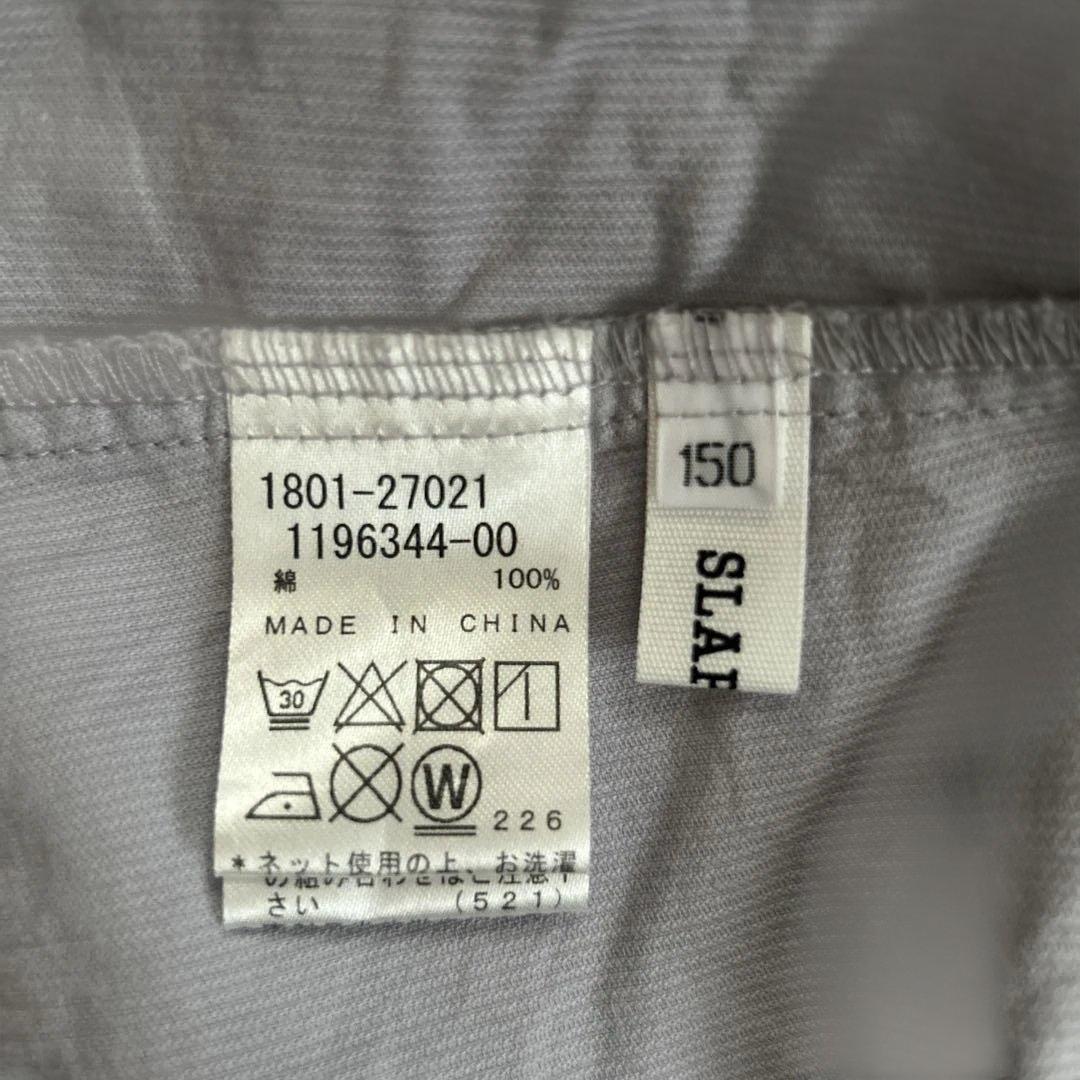 1801-27021
1196344-00
綿 100%
MADE IN CHINA
30
W 226
*ネット使用の上、お洗濯
さい (521)
150
SLAP